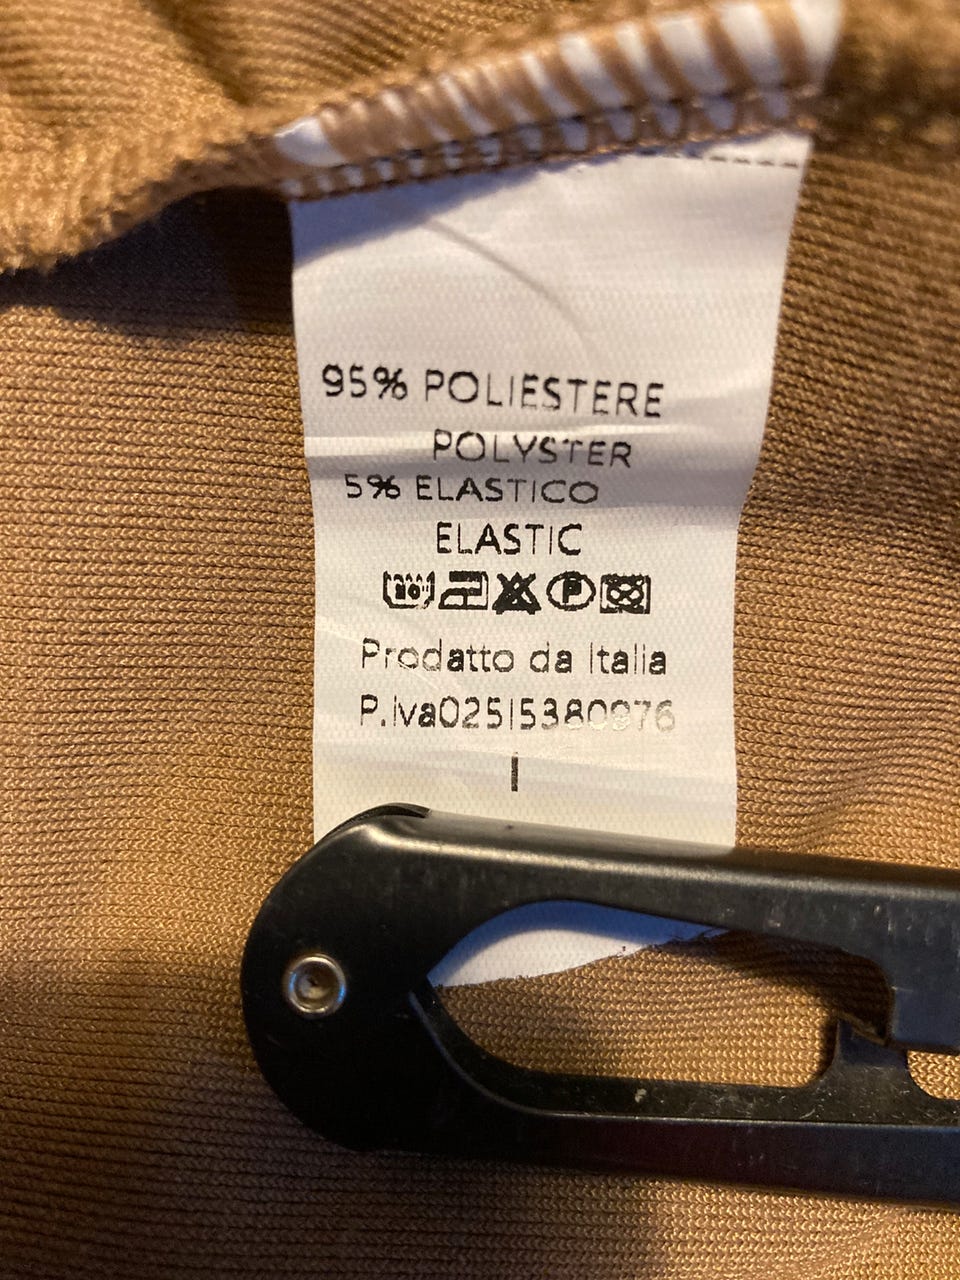 95% POLIESTERE
POLYSTER
5% ELASTICO
ELASTIC
P
Prodatto da Italia
P.Iva02515380976
I